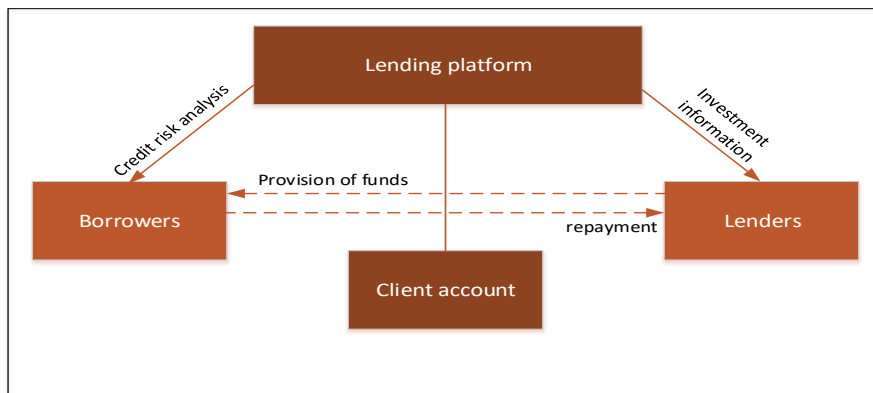 Lending platform
Credit risk analysis
Investment
information
Provision of funds
Borrowers
repayment
Lenders
Client account